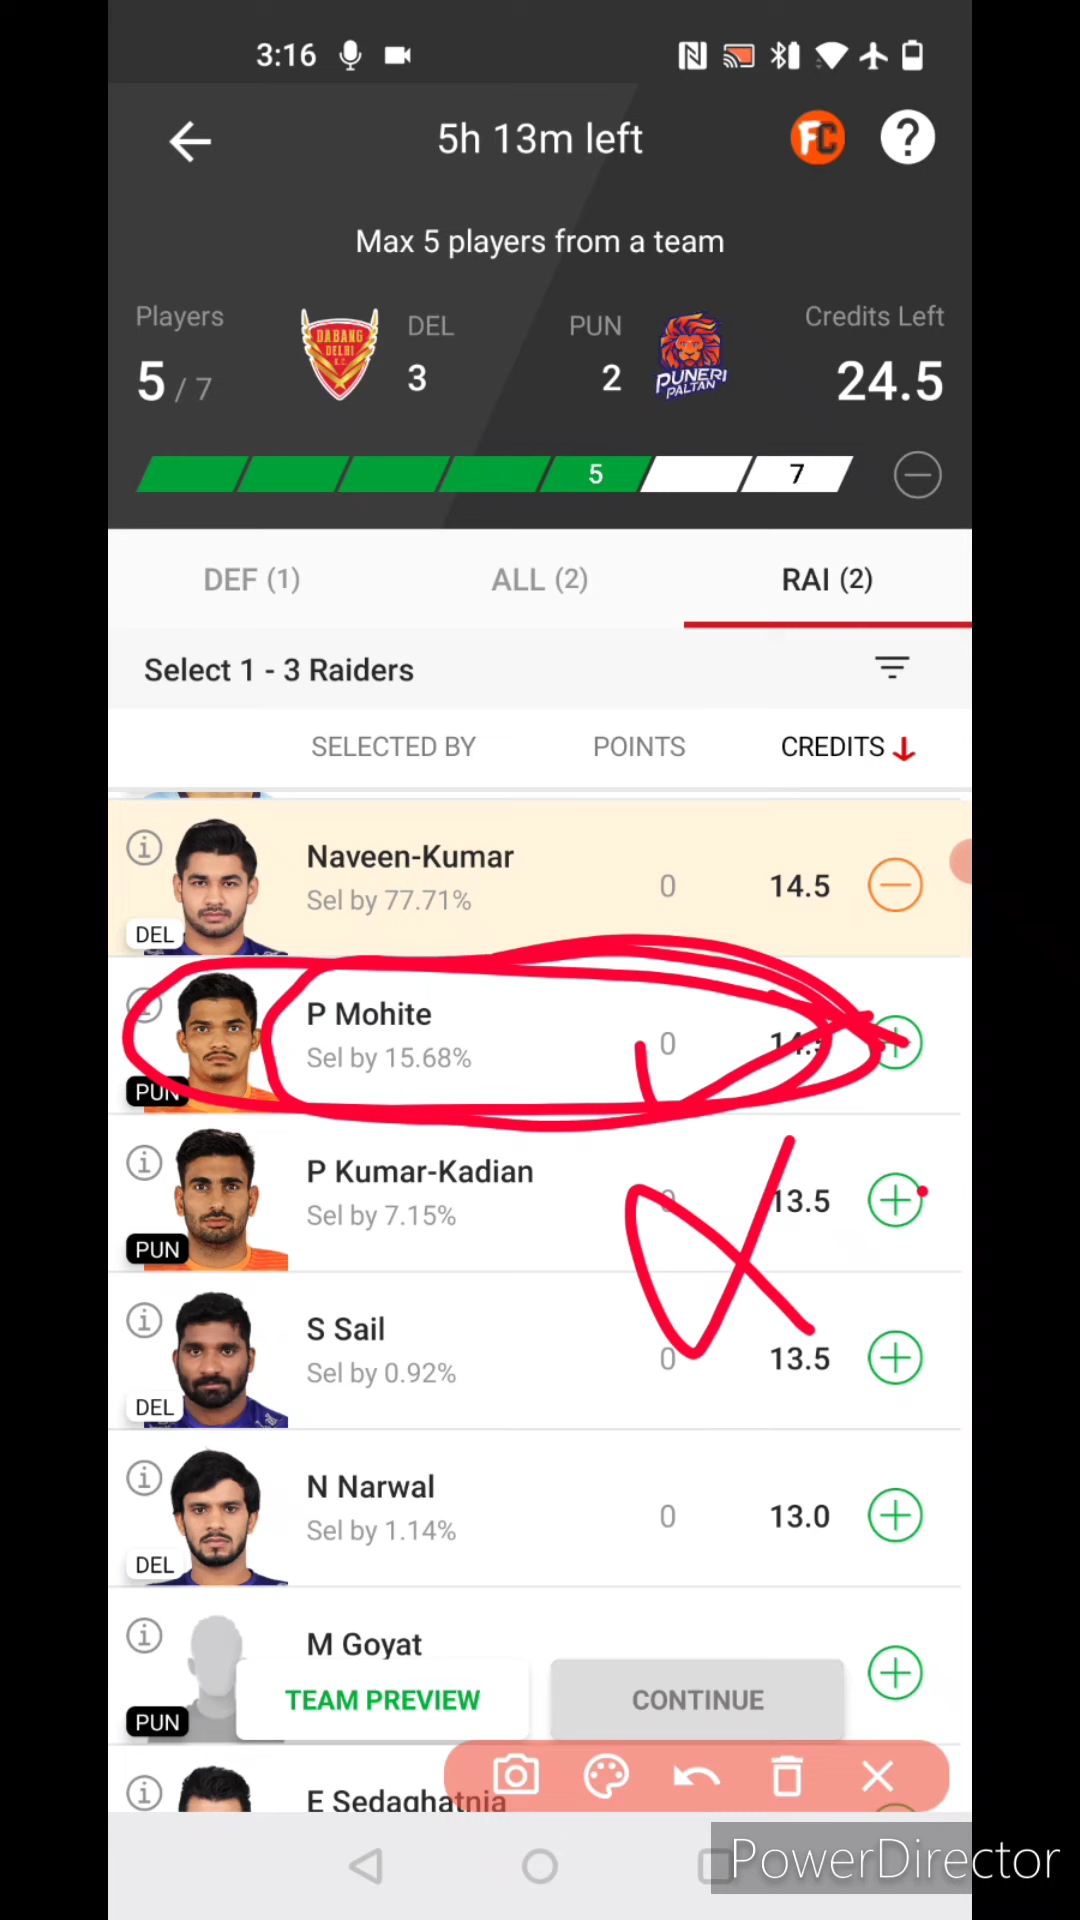 3:16
5h 13m left
FC
?
Max 5 players from a team
Players
DEL
PUN
Credits Left
DABANG
DELHI
K.C.
5 / 7
3
2
PUNERI
PALTAN
24.5
5
7
DEF (1)
ALL (2)
RAI (2)
Select 1 - 3 Raiders
SELECTED BY
POINTS
CREDITS
Naveen-Kumar
Sel by 77.71%
0
14.5
DEL
P Mohite
Sel by 15.68%
0
14.5
PUN
P Kumar-Kadian
Sel by 7.15%
0
13.5
PUN
S Sail
Sel by 0.92%
0
13.5
DEL
N Narwal
Sel by 1.14%
0
13.0
DEL
M Goyat
PUN
TEAM PREVIEW
CONTINUE
E Sedaghatnia
PowerDirector